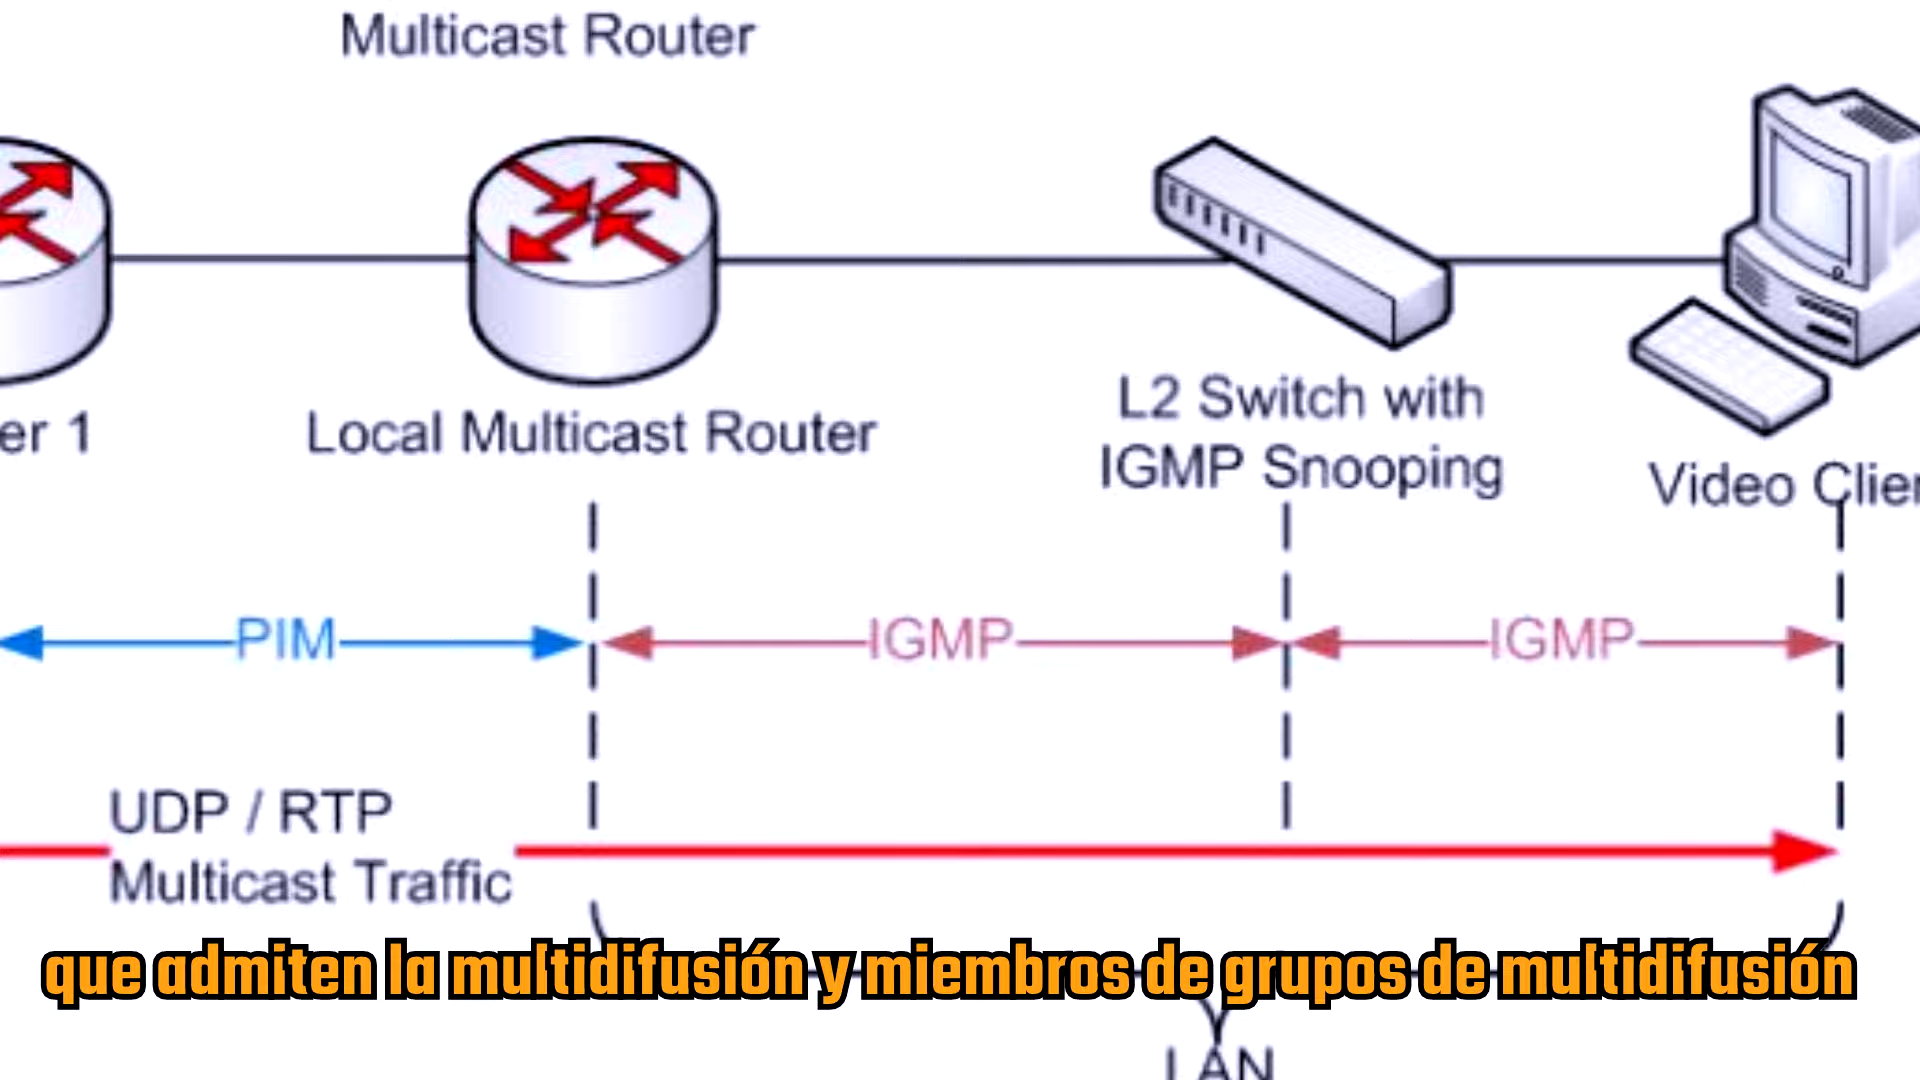 Multicast Router
er 1
Local Multicast Router
L2 Switch with
IGMP Snooping
Video Clien
PIM
IGMP
IGMP
UDP / RTP
Multicast Traffic
que admiten la multidifusión y miembros de grupos de multidifusión
LAN